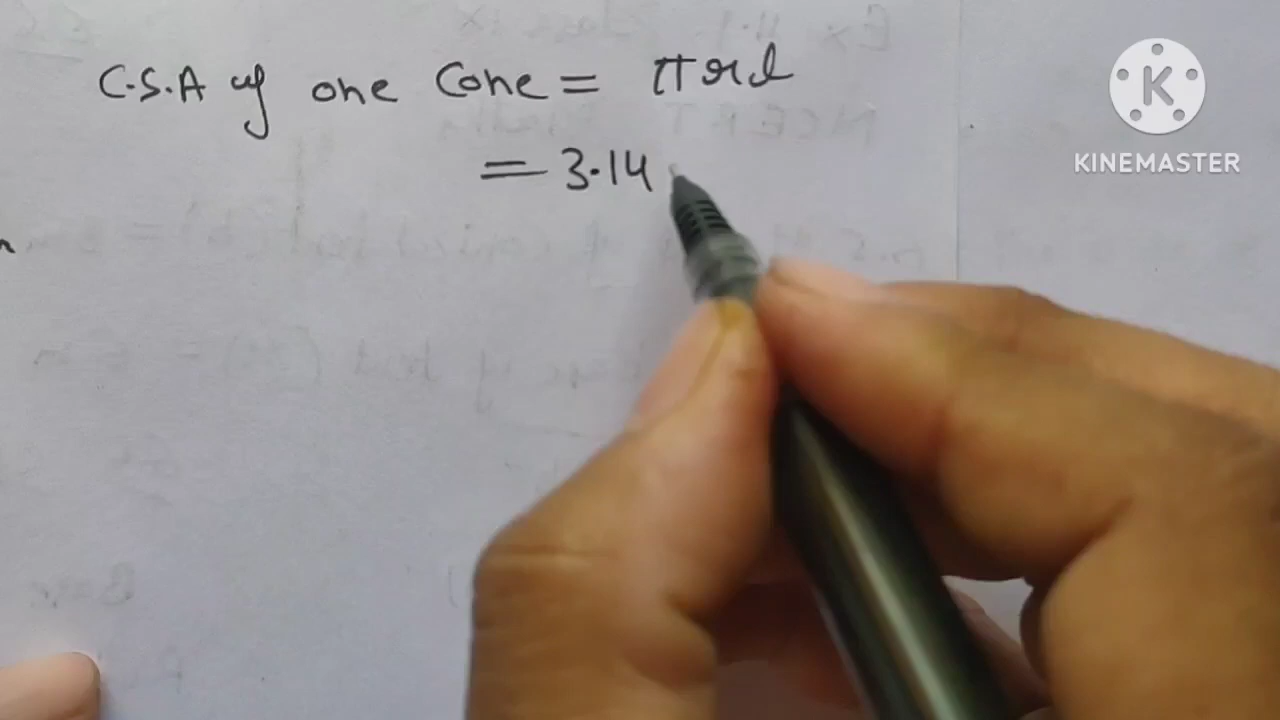 C.S.A of one Cone = πrl
= 3.14
K
KINEMASTER